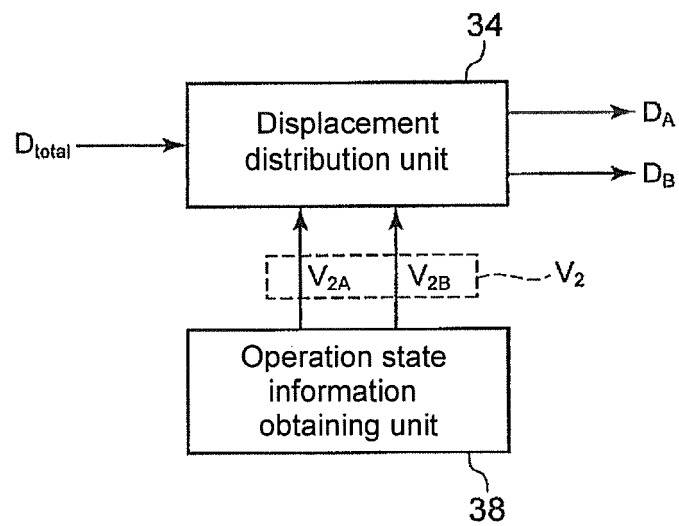 34
Displacement
distribution unit
D_total
D_A
D_B
V_2A V_2B
V_2
Operation state
information
obtaining unit
38